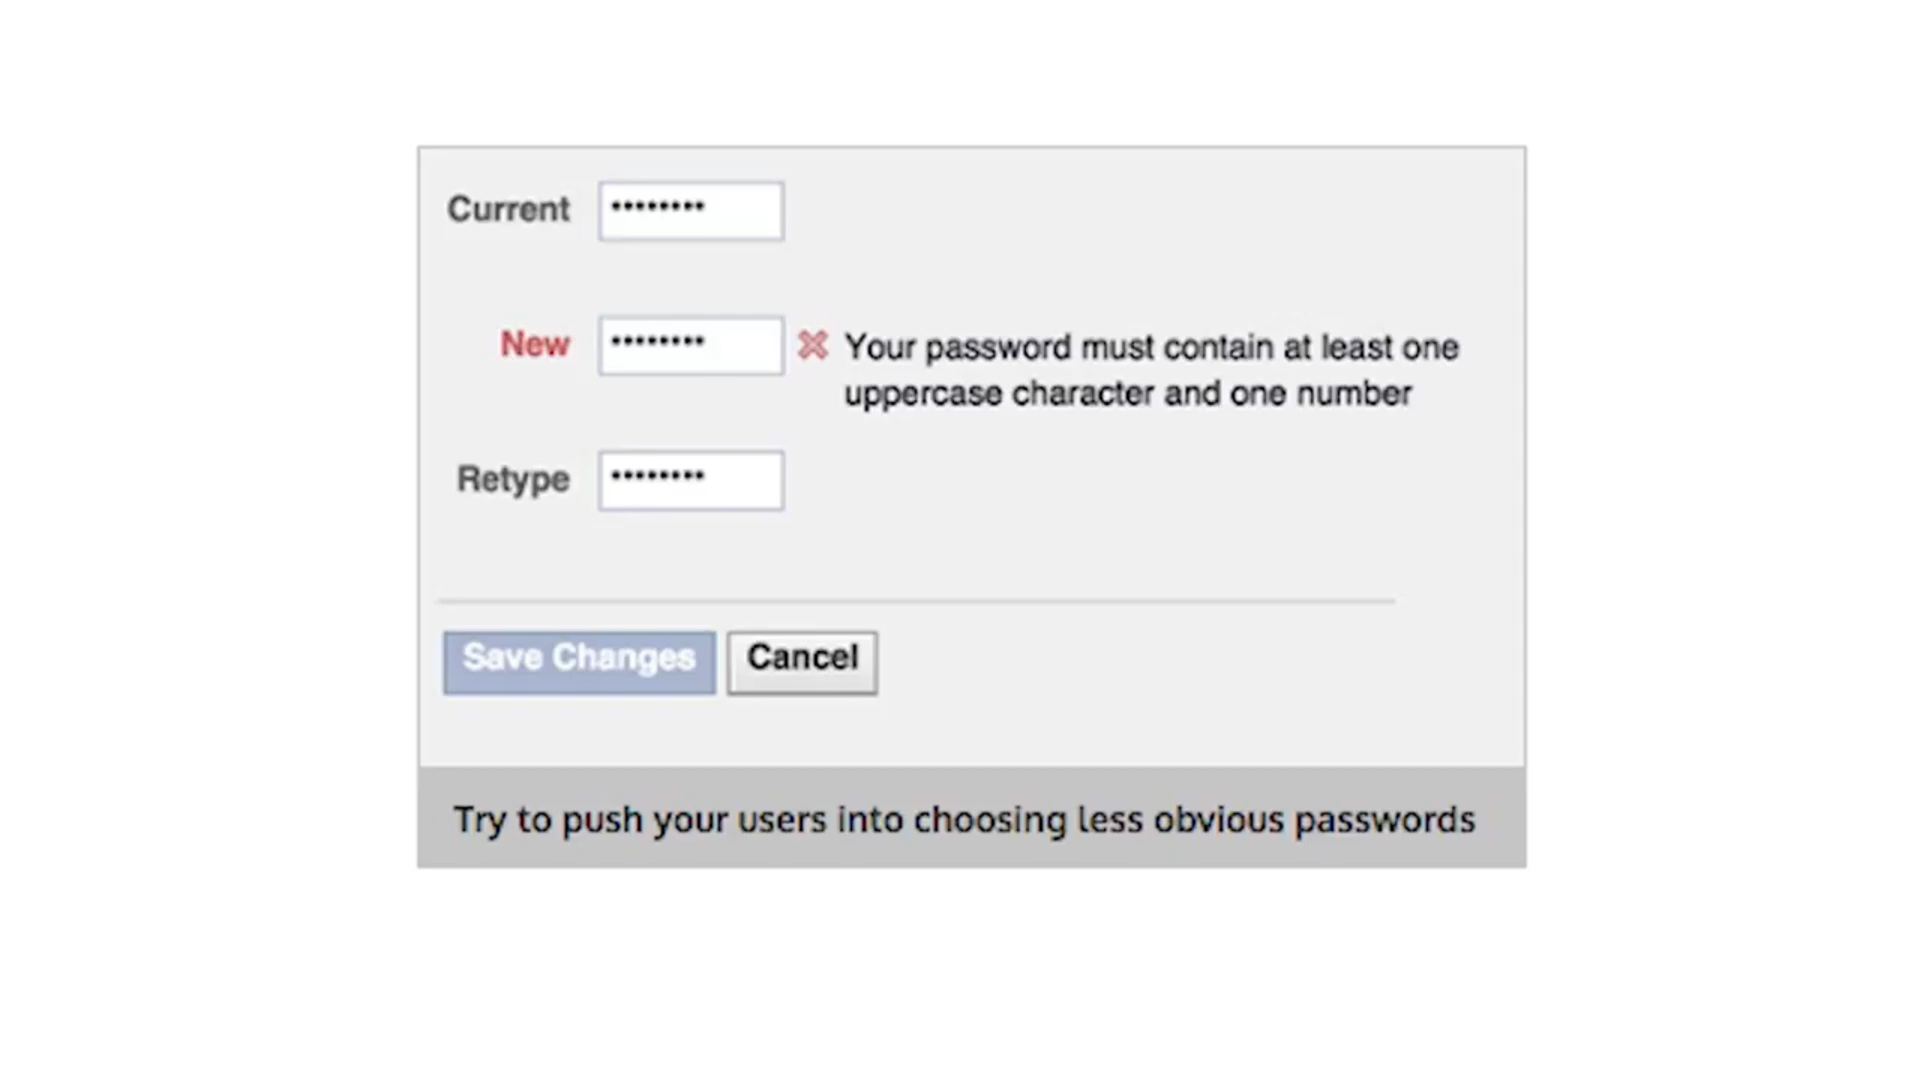 Current ••••••••
New •••••••• Your password must contain at least one
uppercase character and one number
Retype ••••••••
Save Changes Cancel
Try to push your users into choosing less obvious passwords